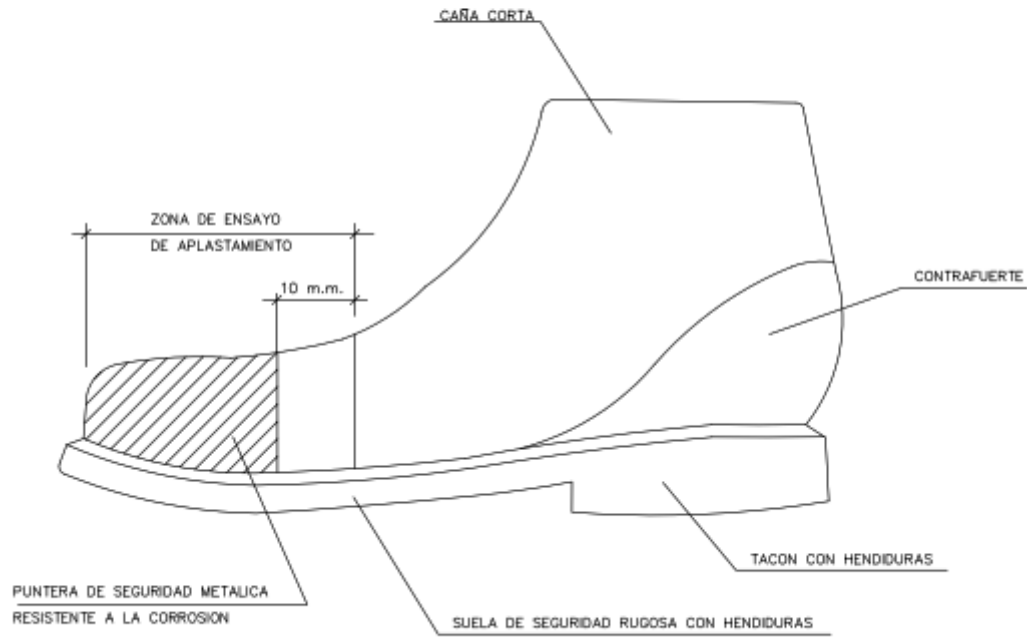 CAÑA CORTA
ZONA DE ENSAYO
DE APLASTAMIENTO
10 m.m.
CONTRAFUERTE
TACON CON HENDIDURAS
PUNTERA DE SEGURIDAD METALICA
RESISTENTE A LA CORROSION
SUELA DE SEGURIDAD RUGOSA CON HENDIDURAS